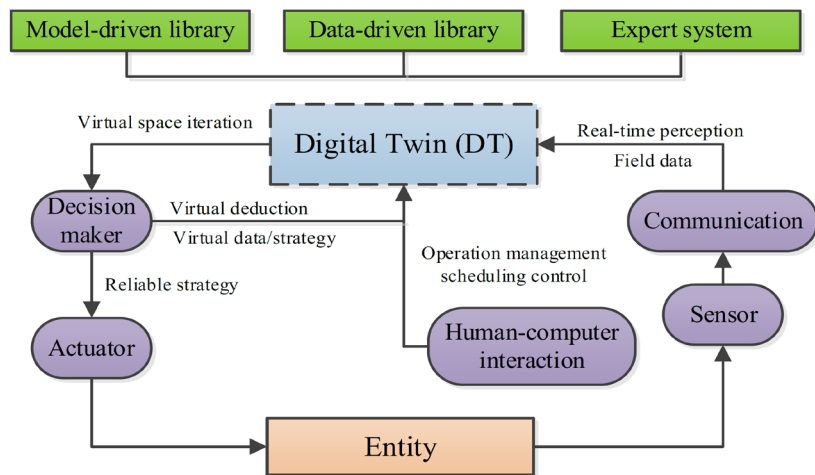 Model-driven library
Data-driven library
Expert system
Virtual space iteration
Digital Twin (DT)
Real-time perception
Field data
Decision
maker
Virtual deduction
Virtual data/strategy
Communication
Operation management
scheduling control
Reliable strategy
Sensor
Actuator
Human-computer
interaction
Entity